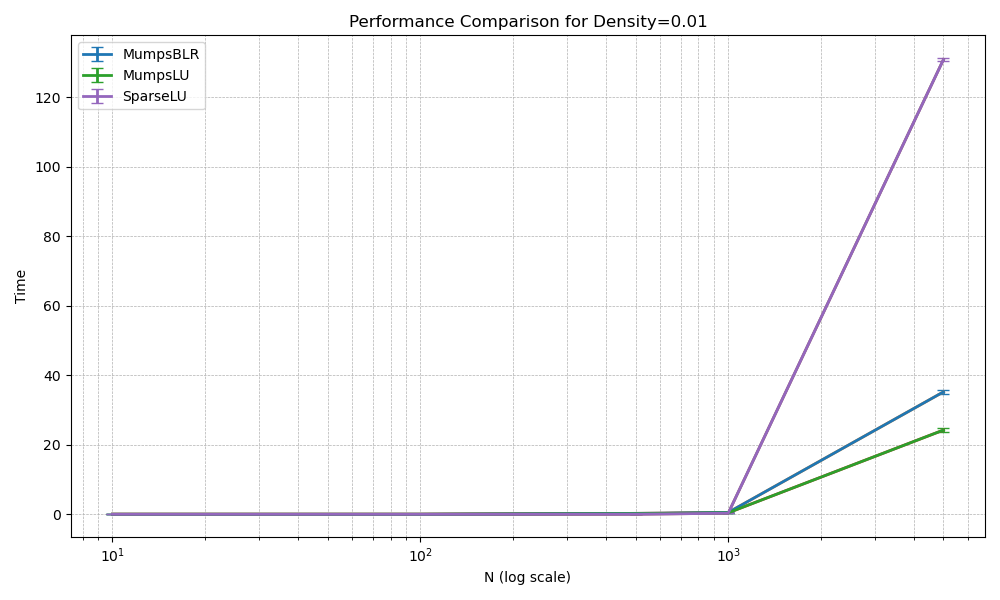 Performance Comparison for Density=0.01
MumpsBLR
MumpsLU
SparseLU
Time
120
100
80
60
40
20
0
10¹
10²
10³
N (log scale)